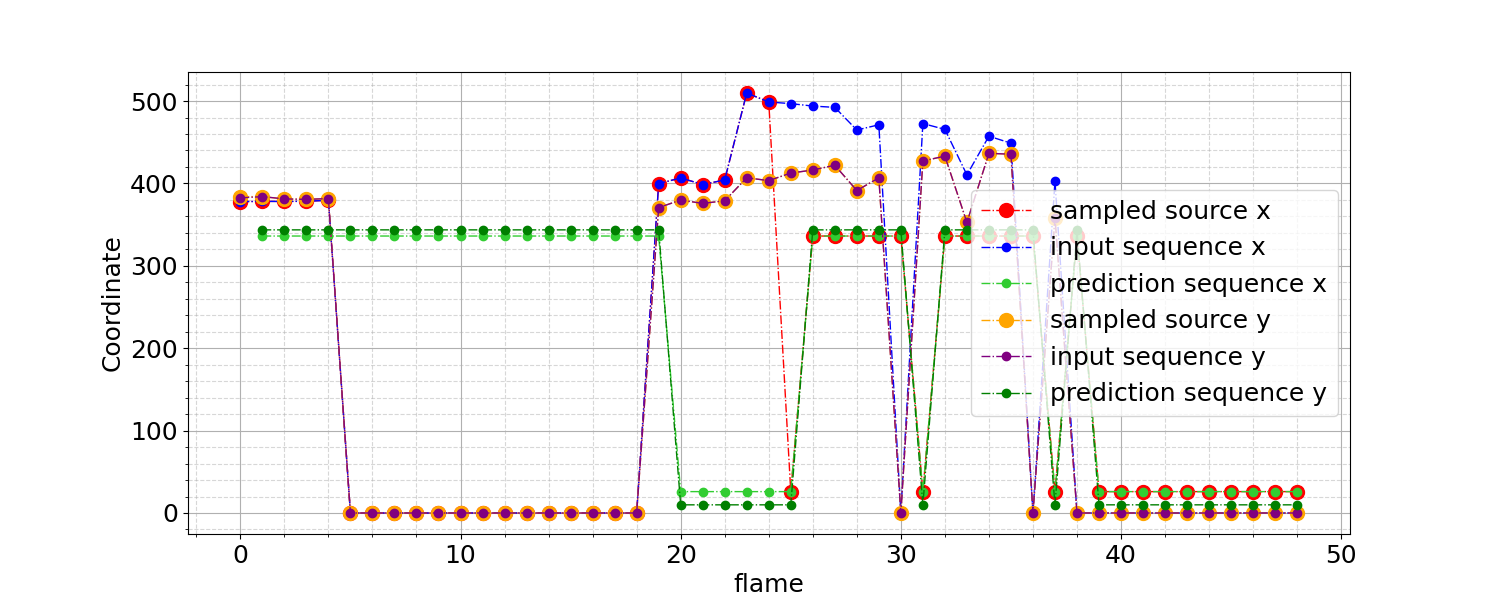 500
400
300
200
100
0
Coordinate
sampled source x
input sequence x
prediction sequence x
sampled source y
input sequence y
prediction sequence y
0 10 20 30 40 50
flame